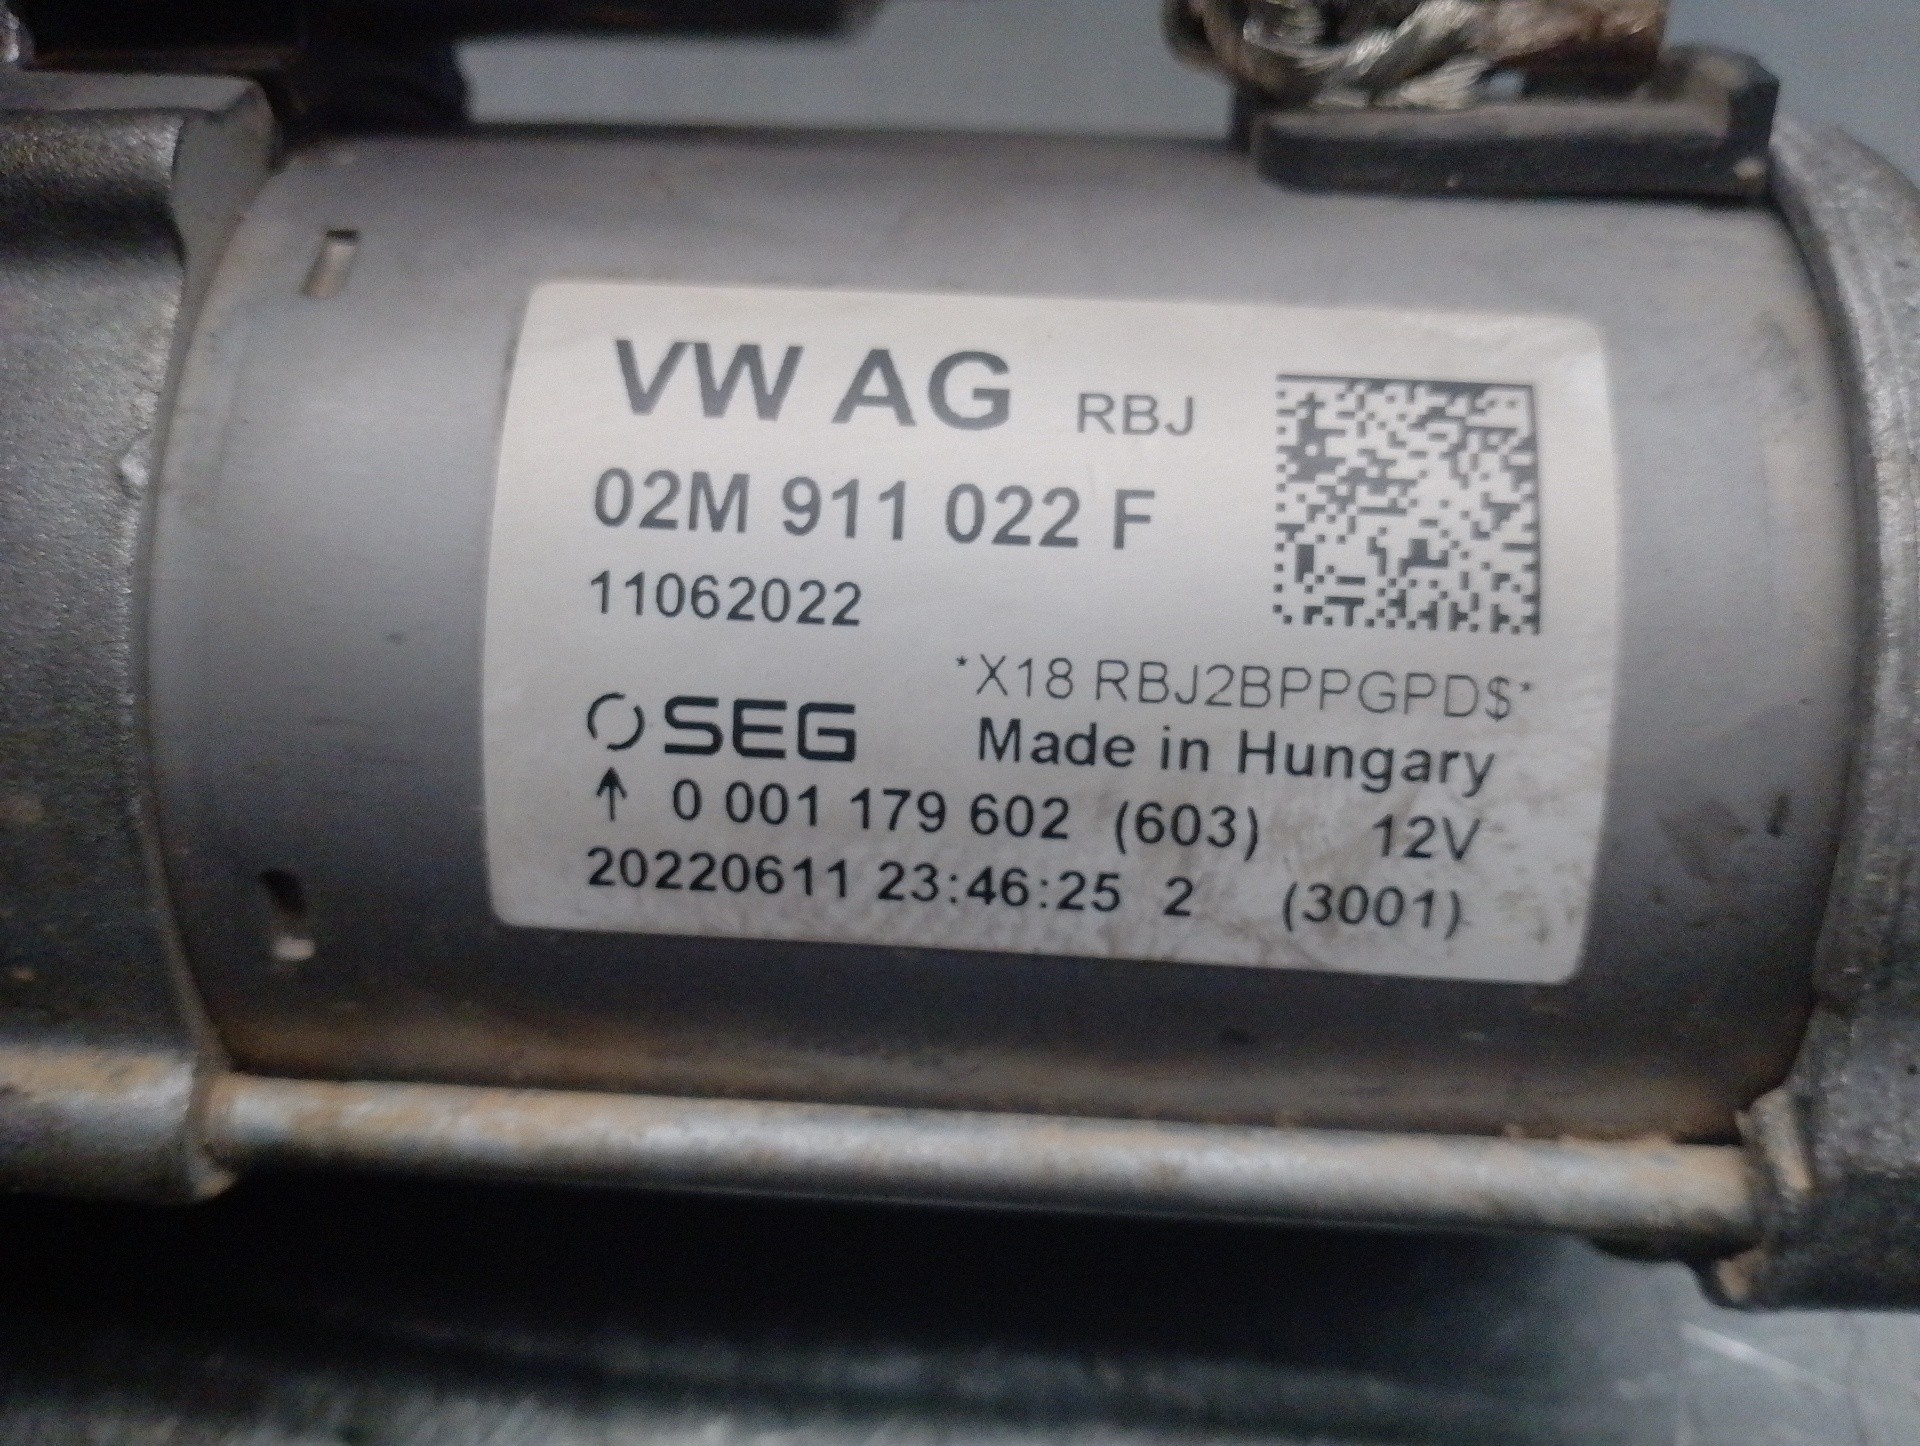 VW AG RBJ
02M 911 022 F
11062022
*X18 RBJ2BPPGPD$*
SEG Made in Hungary
↑ 0 001 179 602 (603) 12V
20220611 23:46:25 2 (3001)